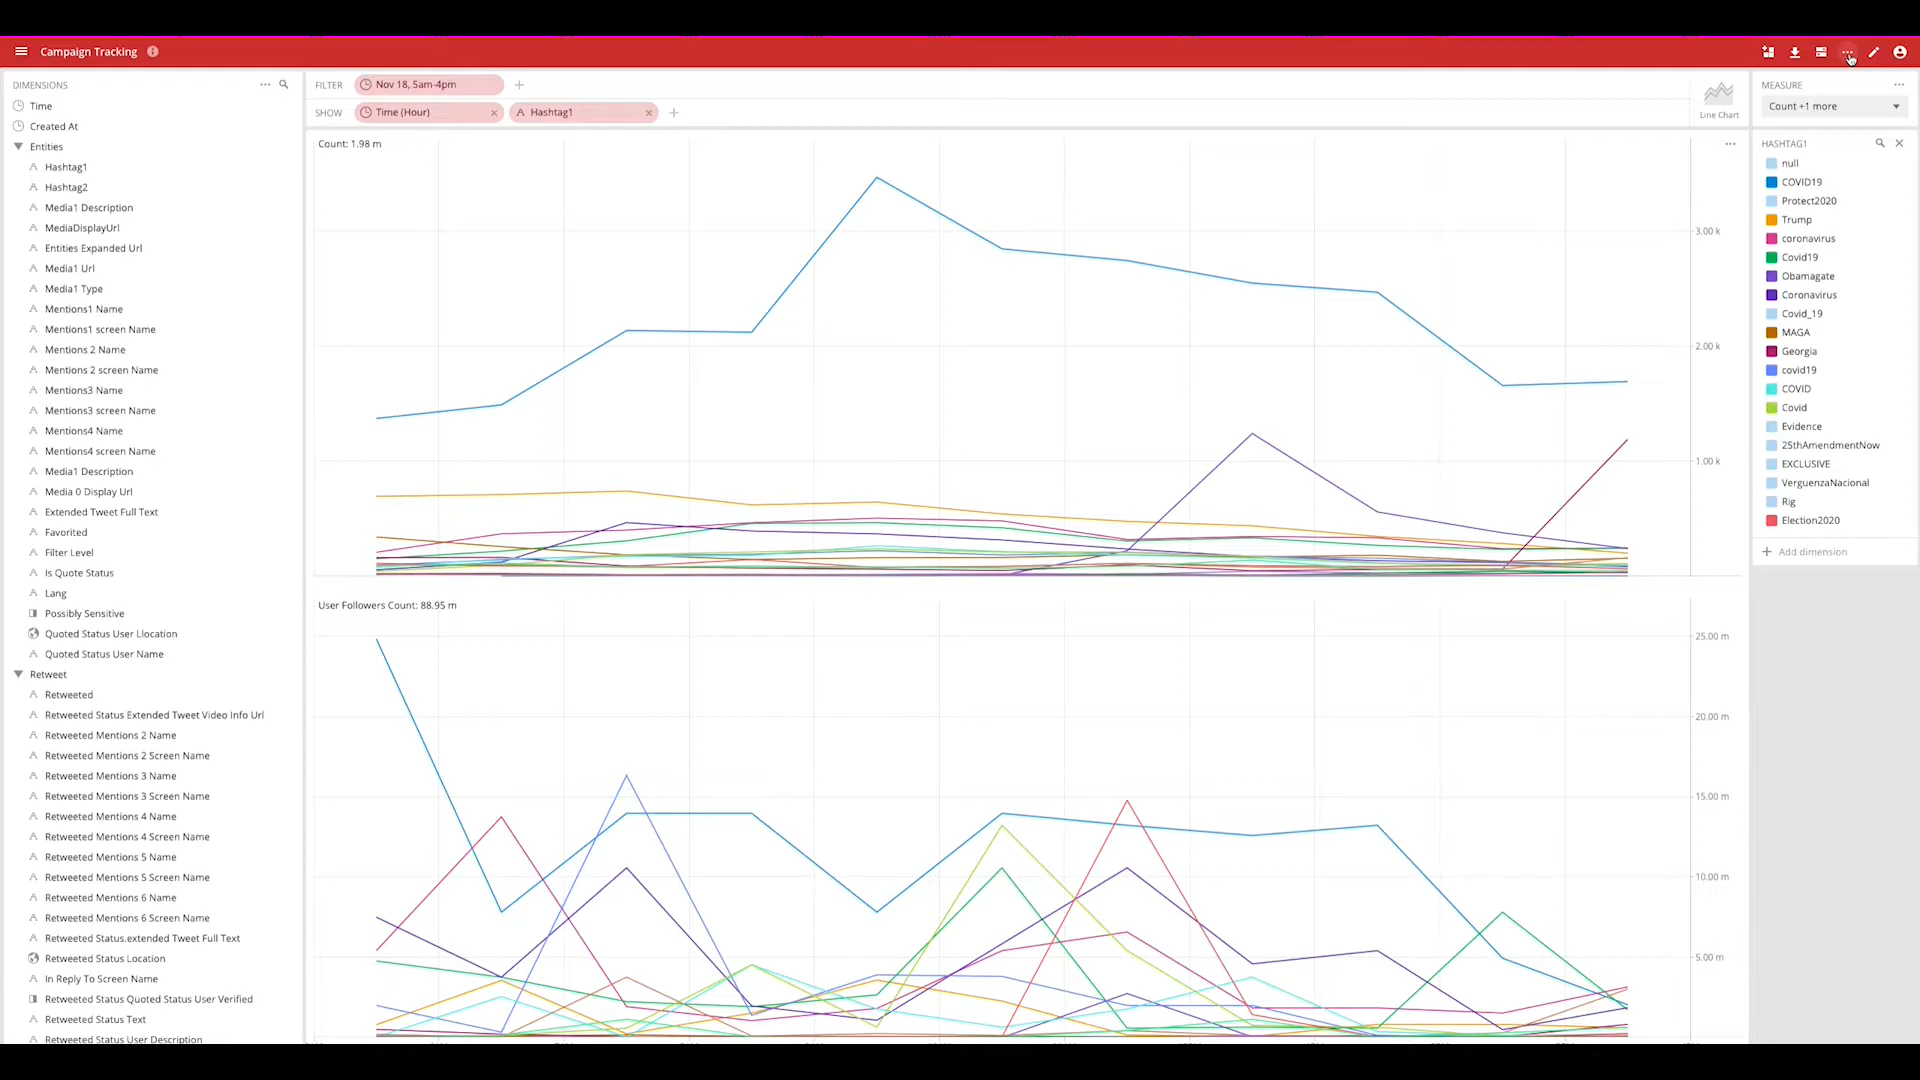 Campaign Tracking
DIMENSIONS
Time
Created At
Entities
Hashtag1
Hashtag2
Media1 Description
MediaDisplayUrl
Entities Expanded Url
Media1 Url
Media1 Type
Mentions1 Name
Mentions1 screen Name
Mentions 2 Name
Mentions 2 screen Name
Mentions3 Name
Mentions3 screen Name
Mentions4 Name
Mentions4 screen Name
Media1 Description
Media 0 Display Url
Extended Tweet Full Text
Favorited
Filter Level
Is Quote Status
Lang
Possibly Sensitive
Quoted Status User Llocation
Quoted Status User Name
Retweet
Retweeted
Retweeted Status Extended Tweet Video Info Url
Retweeted Mentions 2 Name
Retweeted Mentions 2 Screen Name
Retweeted Mentions 3 Name
Retweeted Mentions 3 Screen Name
Retweeted Mentions 4 Name
Retweeted Mentions 4 Screen Name
Retweeted Mentions 5 Name
Retweeted Mentions 5 Screen Name
Retweeted Mentions 6 Name
Retweeted Mentions 6 Screen Name
Retweeted Status.extended Tweet Full Text
Retweeted Status Location
In Reply To Screen Name
Retweeted Status Quoted Status User Verified
Retweeted Status Text
Retweeted Status User Description
FILTER Nov 18, 5am-4pm
SHOW Time (Hour) Hashtag1
Line Chart
Count: 1.98 m
3.00 k
2.00 k
1.00 k
User Followers Count: 88.95 m
25.00 m
20.00 m
15.00 m
10.00 m
5.00 m
MEASURE
Count +1 more
HASHTAG1
null
COVID19
Protect2020
Trump
coronavirus
Covid19
Obamagate
Coronavirus
Covid_19
MAGA
Georgia
covid19
COVID
Covid
Evidence
25thAmendmentNow
EXCLUSIVE
VerguenzaNacional
Rig
Election2020
Add dimension